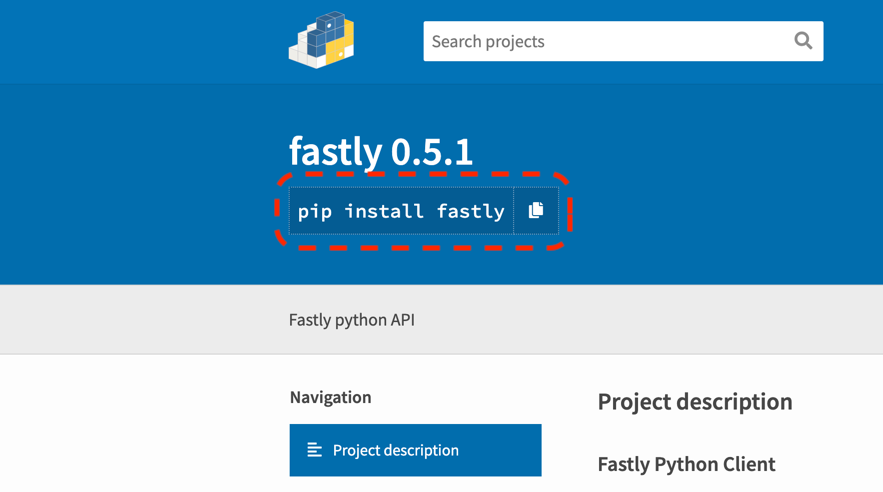 Search projects
fastly 0.5.1
pip install fastly
Fastly python API
Navigation
Project description
Project description
Fastly Python Client